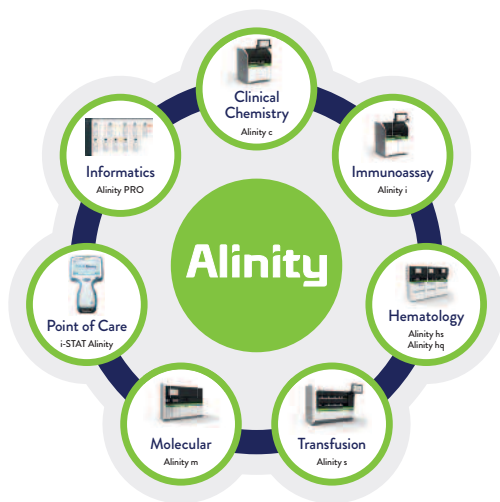 Clinical
Chemistry
Alinity c
Immunoassay
Alinity i
Hematology
Alinity hs
Alinity hq
Transfusion
Alinity s
Molecular
Alinity m
Point of Care
i-STAT Alinity
Informatics
Alinity PRO
Alinity